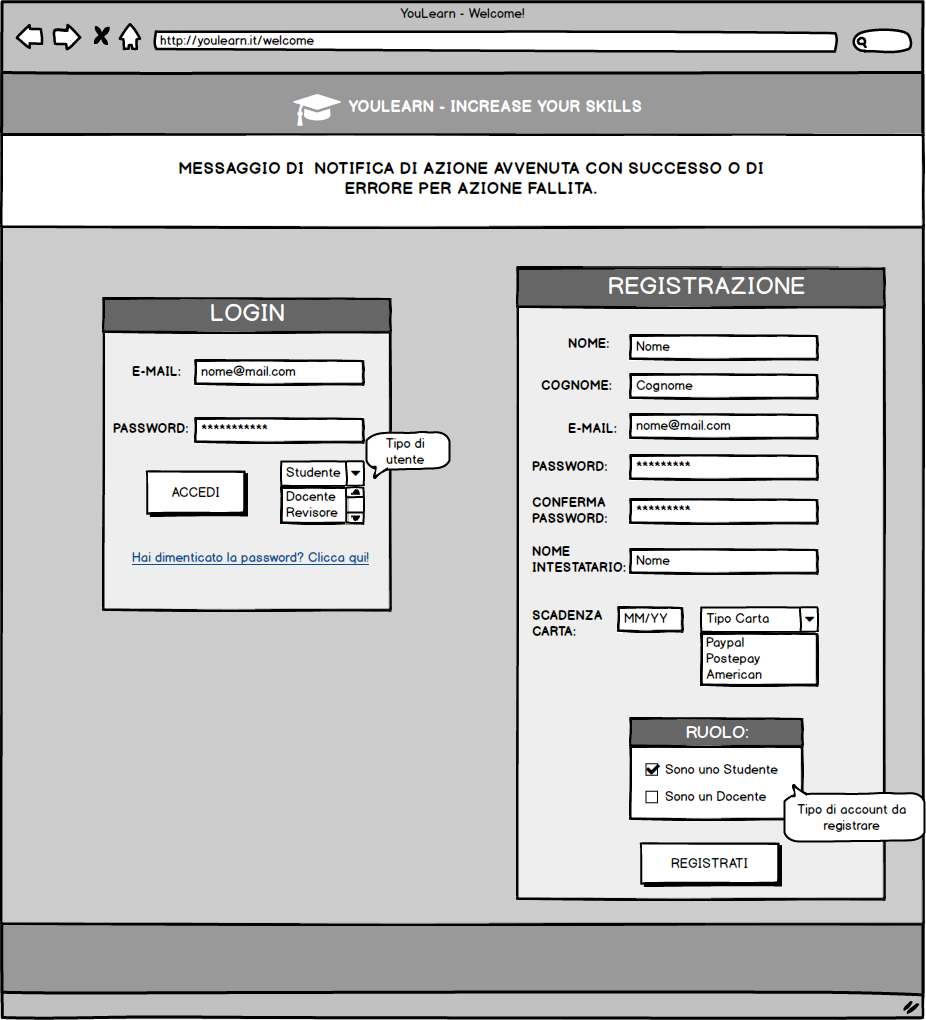 YouLearn - Welcome!
http://youlearn.it/welcome
YOULEARN - INCREASE YOUR SKILLS
MESSAGGIO DI NOTIFICA DI AZIONE AVVENUTA CON SUCCESSO O DI
ERRORE PER AZIONE FALLITA.
LOGIN
E-MAIL: nome@mail.com
PASSWORD: ***********
Tipo di
utente
ACCEDI
Studente
Docente
Revisore
Hai dimenticato la password? Clicca qui!
REGISTRAZIONE
NOME: Nome
COGNOME: Cognome
E-MAIL: nome@mail.com
PASSWORD: *********
CONFERMA
PASSWORD: *********
NOME
INTESTATARIO: Nome
SCADENZA
CARTA:
MM/YY
Tipo Carta
Paypal
Postepay
American
RUOLO:
Sono uno Studente
Sono un Docente
Tipo di account da
registrare
REGISTRATI